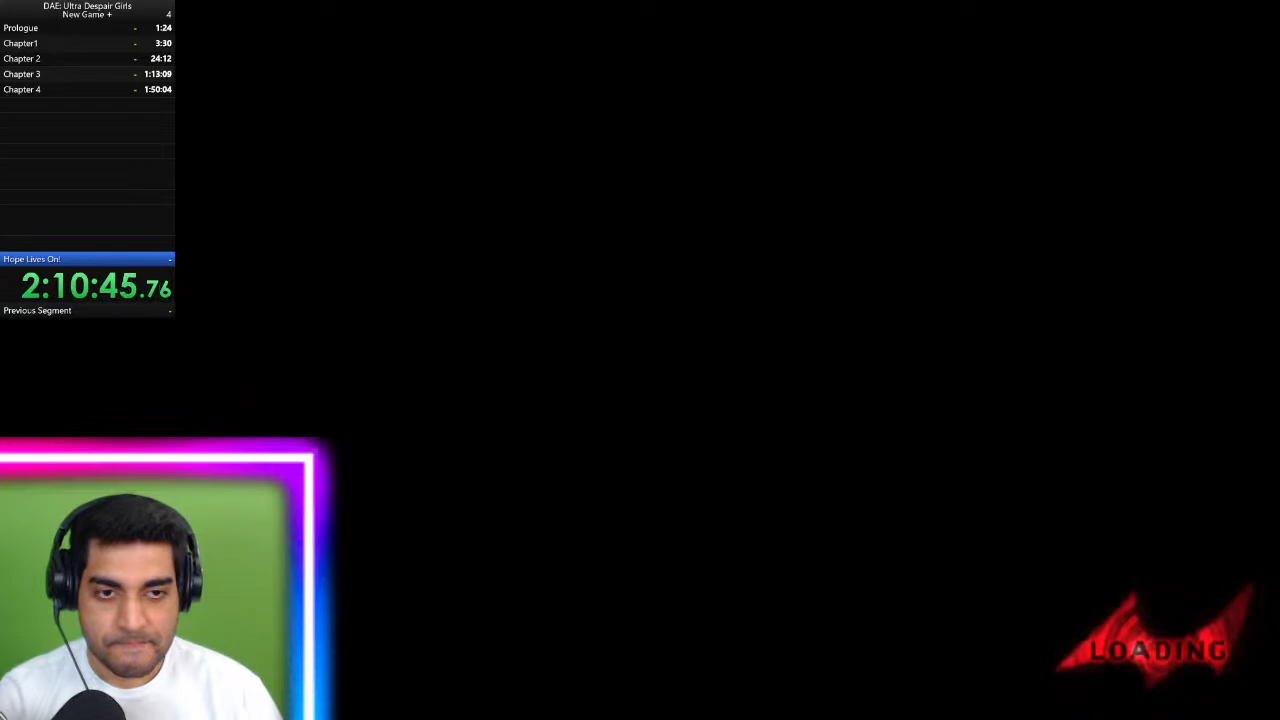 DAE: Ultra Despair Girls
New Game + 4
Prologue - 1:24
Chapter1 - 3:30
Chapter 2 - 24:12
Chapter 3 - 1:13:09
Chapter 4 - 1:50:04
Hope Lives On! -
2:10:45.76
Previous Segment -
LOADING